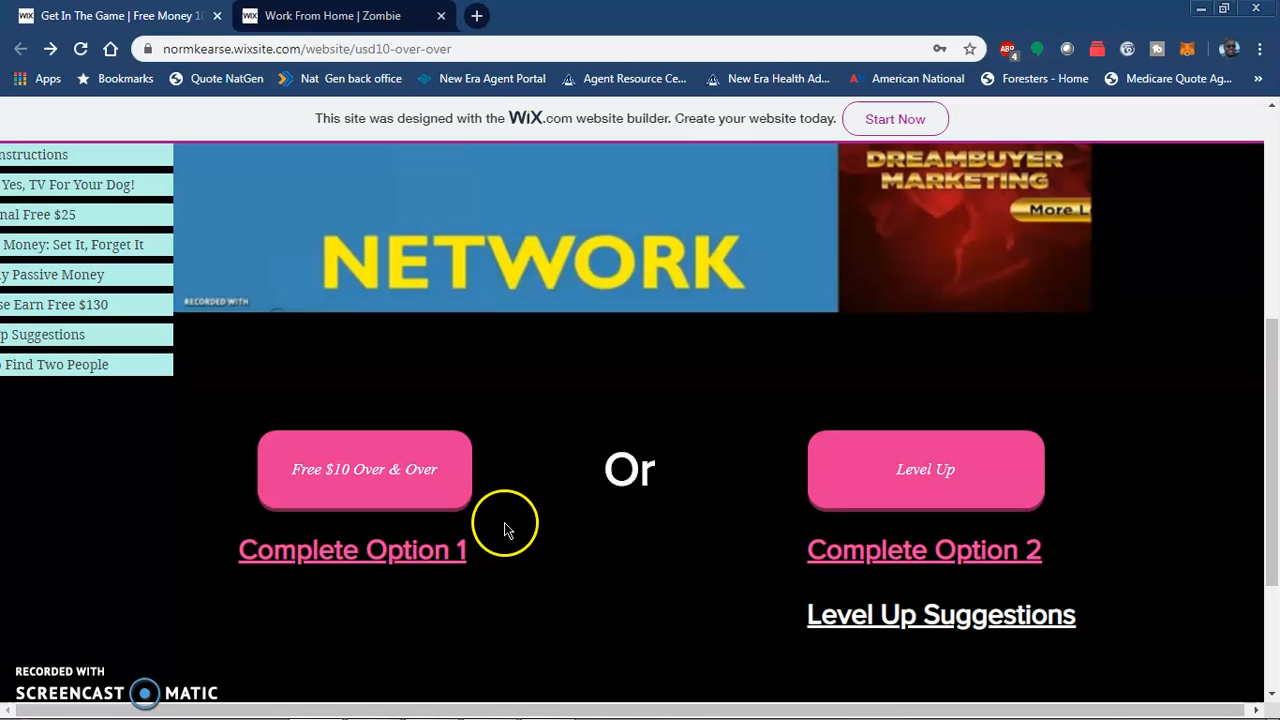 WiX Get In The Game | Free Money 10 ×
WiX Work From Home | Zombie ×
normkearse.wixsite.com/website/usd10-over-over
ABP 4
Apps Bookmarks Quote NatGen Nat Gen back office New Era Agent Portal Agent Resource Ce... New Era Health Ad... American National Foresters - Home Medicare Quote Ag... »
This site was designed with the WiX.com website builder. Create your website today. Start Now
nstructions
Yes, TV For Your Dog!
nal Free $25
Money: Set It, Forget It
y Passive Money
se Earn Free $130
p Suggestions
Find Two People
NETWORK
RECORDED WITH
DREAMBUYER
MARKETING
More L
Free $10 Over & Over
Or
Level Up
Complete Option 1
Complete Option 2
Level Up Suggestions
RECORDED WITH
SCREENCAST MATIC